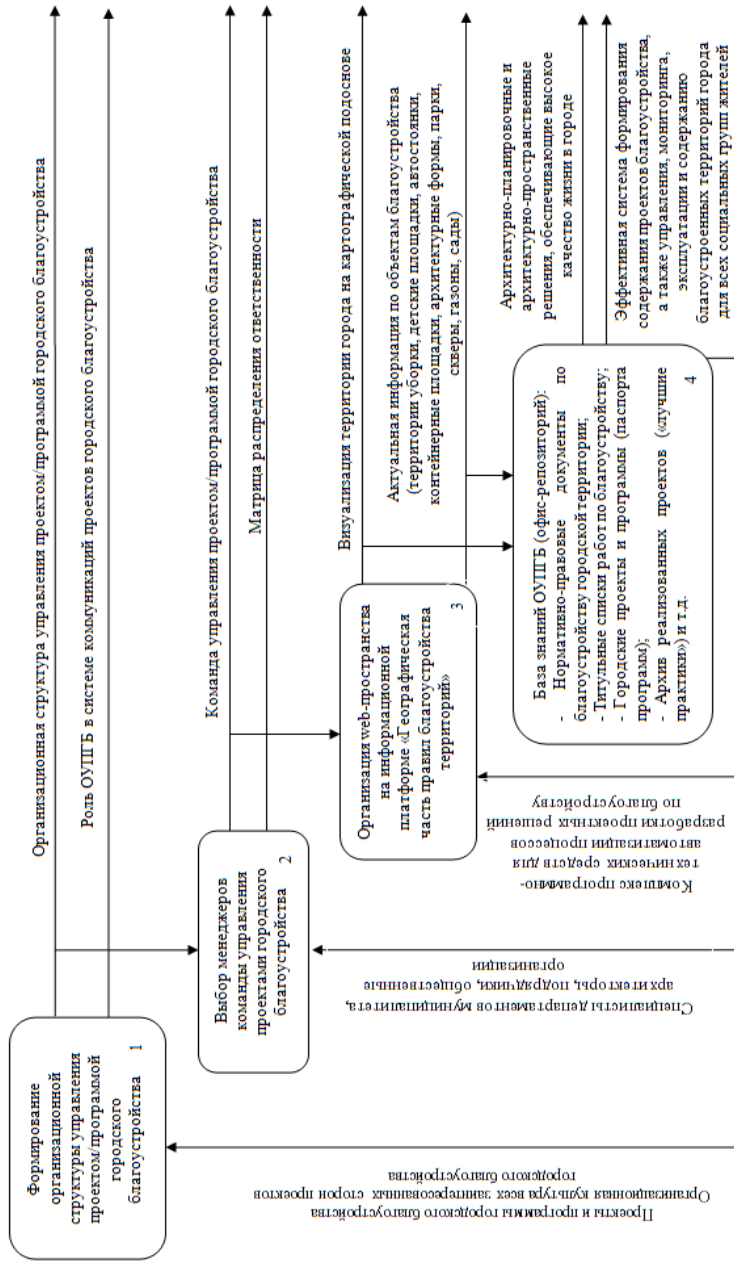 Организационная структура управления проектом/программой городского благоустройства
Роль ОУПГБ в системе коммуникаций проектов городского благоустройства
Формирование
организационной
структуры управления
проектом/программой
городского
благоустройства 1
Команда управления проектом/программой городского благоустройства
Матрица распределения ответственности
Выбор менеджеров
команды управления
проектами городского
благоустройства 2
Визуализация территории города на картографической подоснове
Актуальная информация по объектам благоустройства
(территории уборки, детские площадки, автостоянки,
контейнерные площадки, архитектурные формы, парки,
скверы, газоны, сады)
Организация web-пространства
на информационной
платформе «Географическая
часть правил благоустройства
территорий» 3
Архитектурно-планировочные и
архитектурно-пространственные
решения, обеспечивающие высокое
качество жизни в городе
Эффективная система формирования
содержания проектов благоустройства,
а также управления, мониторинга,
эксплуатации и содержанию
благоустроенных территорий города
для всех социальных групп жителей
База знаний ОУПГБ (офис-репозиторий):
- Нормативно-правовые документы по
благоустройству городской территории;
- Титульные списки работ по благоустройству;
- Городские проекты и программы (паспорта
программ);
- Архив реализованных проектов («лучшие
практики») и т.д. 4
Проекты и программы городского благоустройства
Организационная культура всех заинтересованных сторон проектов
городского благоустройства
Специалисты департаментов муниципалитета,
архитекторы, подрядчики, общественные
организации
Комплекс программно-
технических средств для
автоматизации процессов
разработки проектных решений
по благоустройству